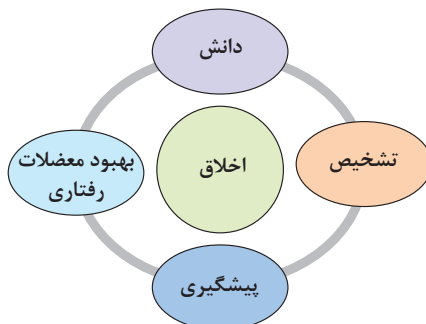 دانش
تشخیص
اخلاق
بهبود معضلات
رفتاری
پیشگیری